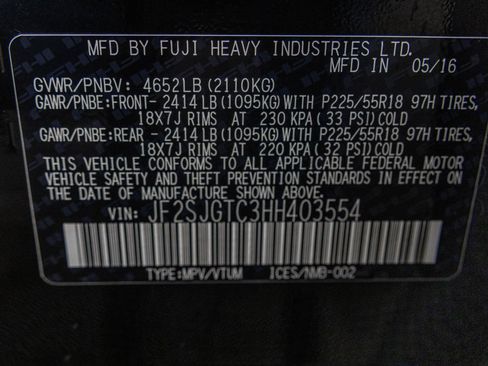 MFD BY FUJI HEAVY INDUSTRIES LTD.
MFD IN 05/16
GVWR/PNBV: 4652LB (2110KG)
GAWR/PNBE:FRONT- 2414LB (1095KG) WITH P225/55R18 97H TIRES,
18X7J RIMS AT 230 KPA (33 PSI) COLD
GAWR/PNBE:REAR - 2414LB (1095KG) WITH P225/55R18 97H TIRES,
18X7J RIMS AT 220 KPA (32 PSI) COLD
THIS VEHICLE CONFORMS TO ALL APPLICABLE FEDERAL MOTOR
VEHICLE SAFETY AND THEFT PREVENTION STANDARDS IN EFFECT
ON THE DATE OF MANUFACTURE SHOWN ABOVE.
VIN: JF2SJGTC3HH403554
TYPE:MPV/VTUM ICES/NMB-002